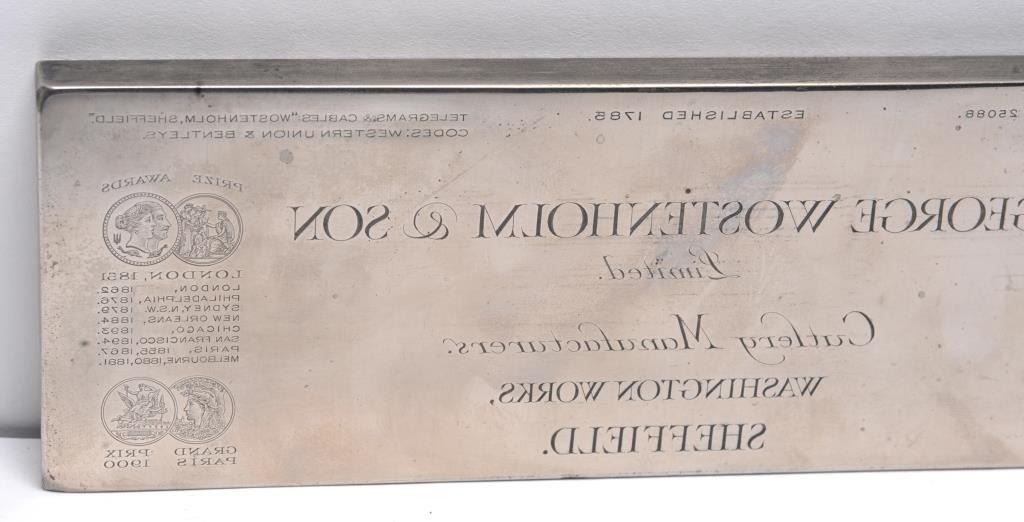 25088.
ESTABLISHED 1785.
TELEGRAMS & CABLES: "WOSTENHOLM, SHEFFIELD."
CODES: WESTERN UNION & BENTLEYS.
GEORGE WOSTENHOLM & SON
Limited.
Cutlery Manufacturers.
WASHINGTON WORKS,
SHEFFIELD.
PRIZE AWARDS
LONDON, 1851
LONDON, 1862.
PHILADELPHIA, 1876.
SYDNEY, N.S.W. 1879.
NEW ORLEANS, 1884.
CHICAGO, 1893.
SAN FRANCISCO, 1894.
PARIS, 1855, 1867.
MELBOURNE, 1880, 1881.
GRAND PRIX
PARIS 1900